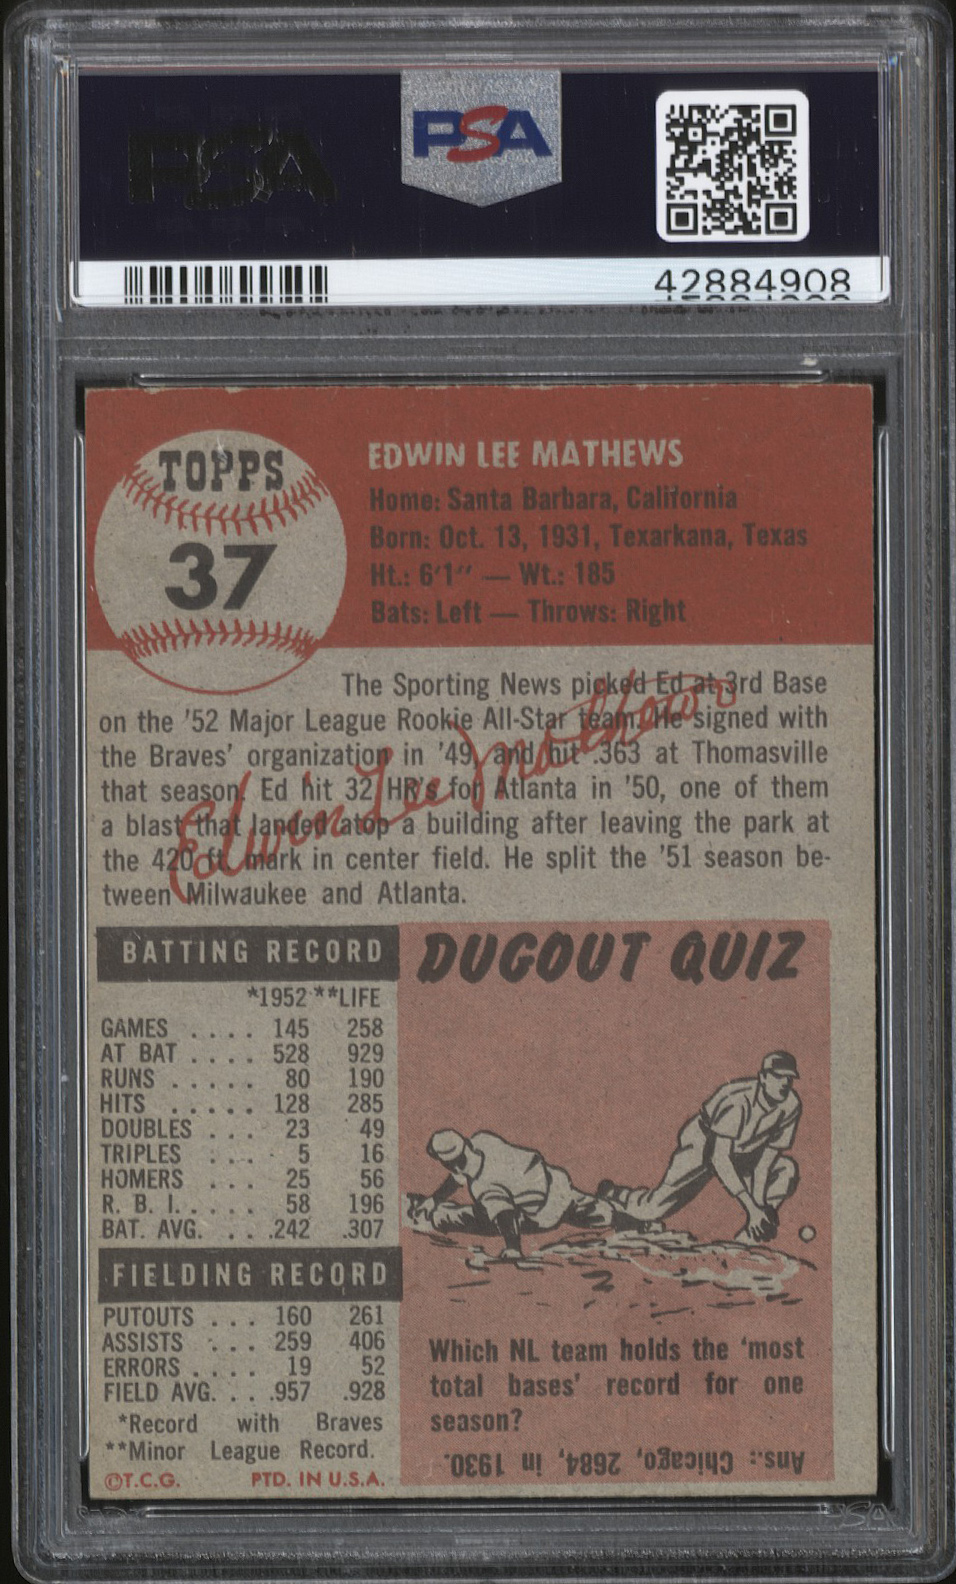 PSA
42884908
TOPPS
37
EDWIN LEE MATHEWS
Home: Santa Barbara, California
Born: Oct. 13, 1931, Texarkana, Texas
Ht.: 6'1" — Wt.: 185
Bats: Left — Throws: Right
The Sporting News picked Ed at 3rd Base
on the '52 Major League Rookie All-Star team. He signed with
the Braves' organization in '49, and hit .363 at Thomasville
that season. Ed hit 32 HR's for Atlanta in '50, one of them
a blast that landed atop a building after leaving the park at
the 420 ft. mark in center field. He split the '51 season be-
tween Milwaukee and Atlanta.
Edwin Lee Mathews
BATTING RECORD
*1952 **LIFE
GAMES .... 145 258
AT BAT .... 528 929
RUNS ..... 80 190
HITS ..... 128 285
DOUBLES ... 23 49
TRIPLES ... 5 16
HOMERS ... 25 56
R. B. I..... 58 196
BAT. AVG. ... .242 .307
FIELDING RECORD
PUTOUTS ... 160 261
ASSISTS ... 259 406
ERRORS .... 19 52
FIELD AVG. .. .957 .928
*Record with Braves
**Minor League Record.
©T.C.G. PTD. IN U.S.A.
DUGOUT QUIZ
Which NL team holds the 'most
total bases' record for one
season?
Ans.: Chicago, 2684, in 1930.
PSA